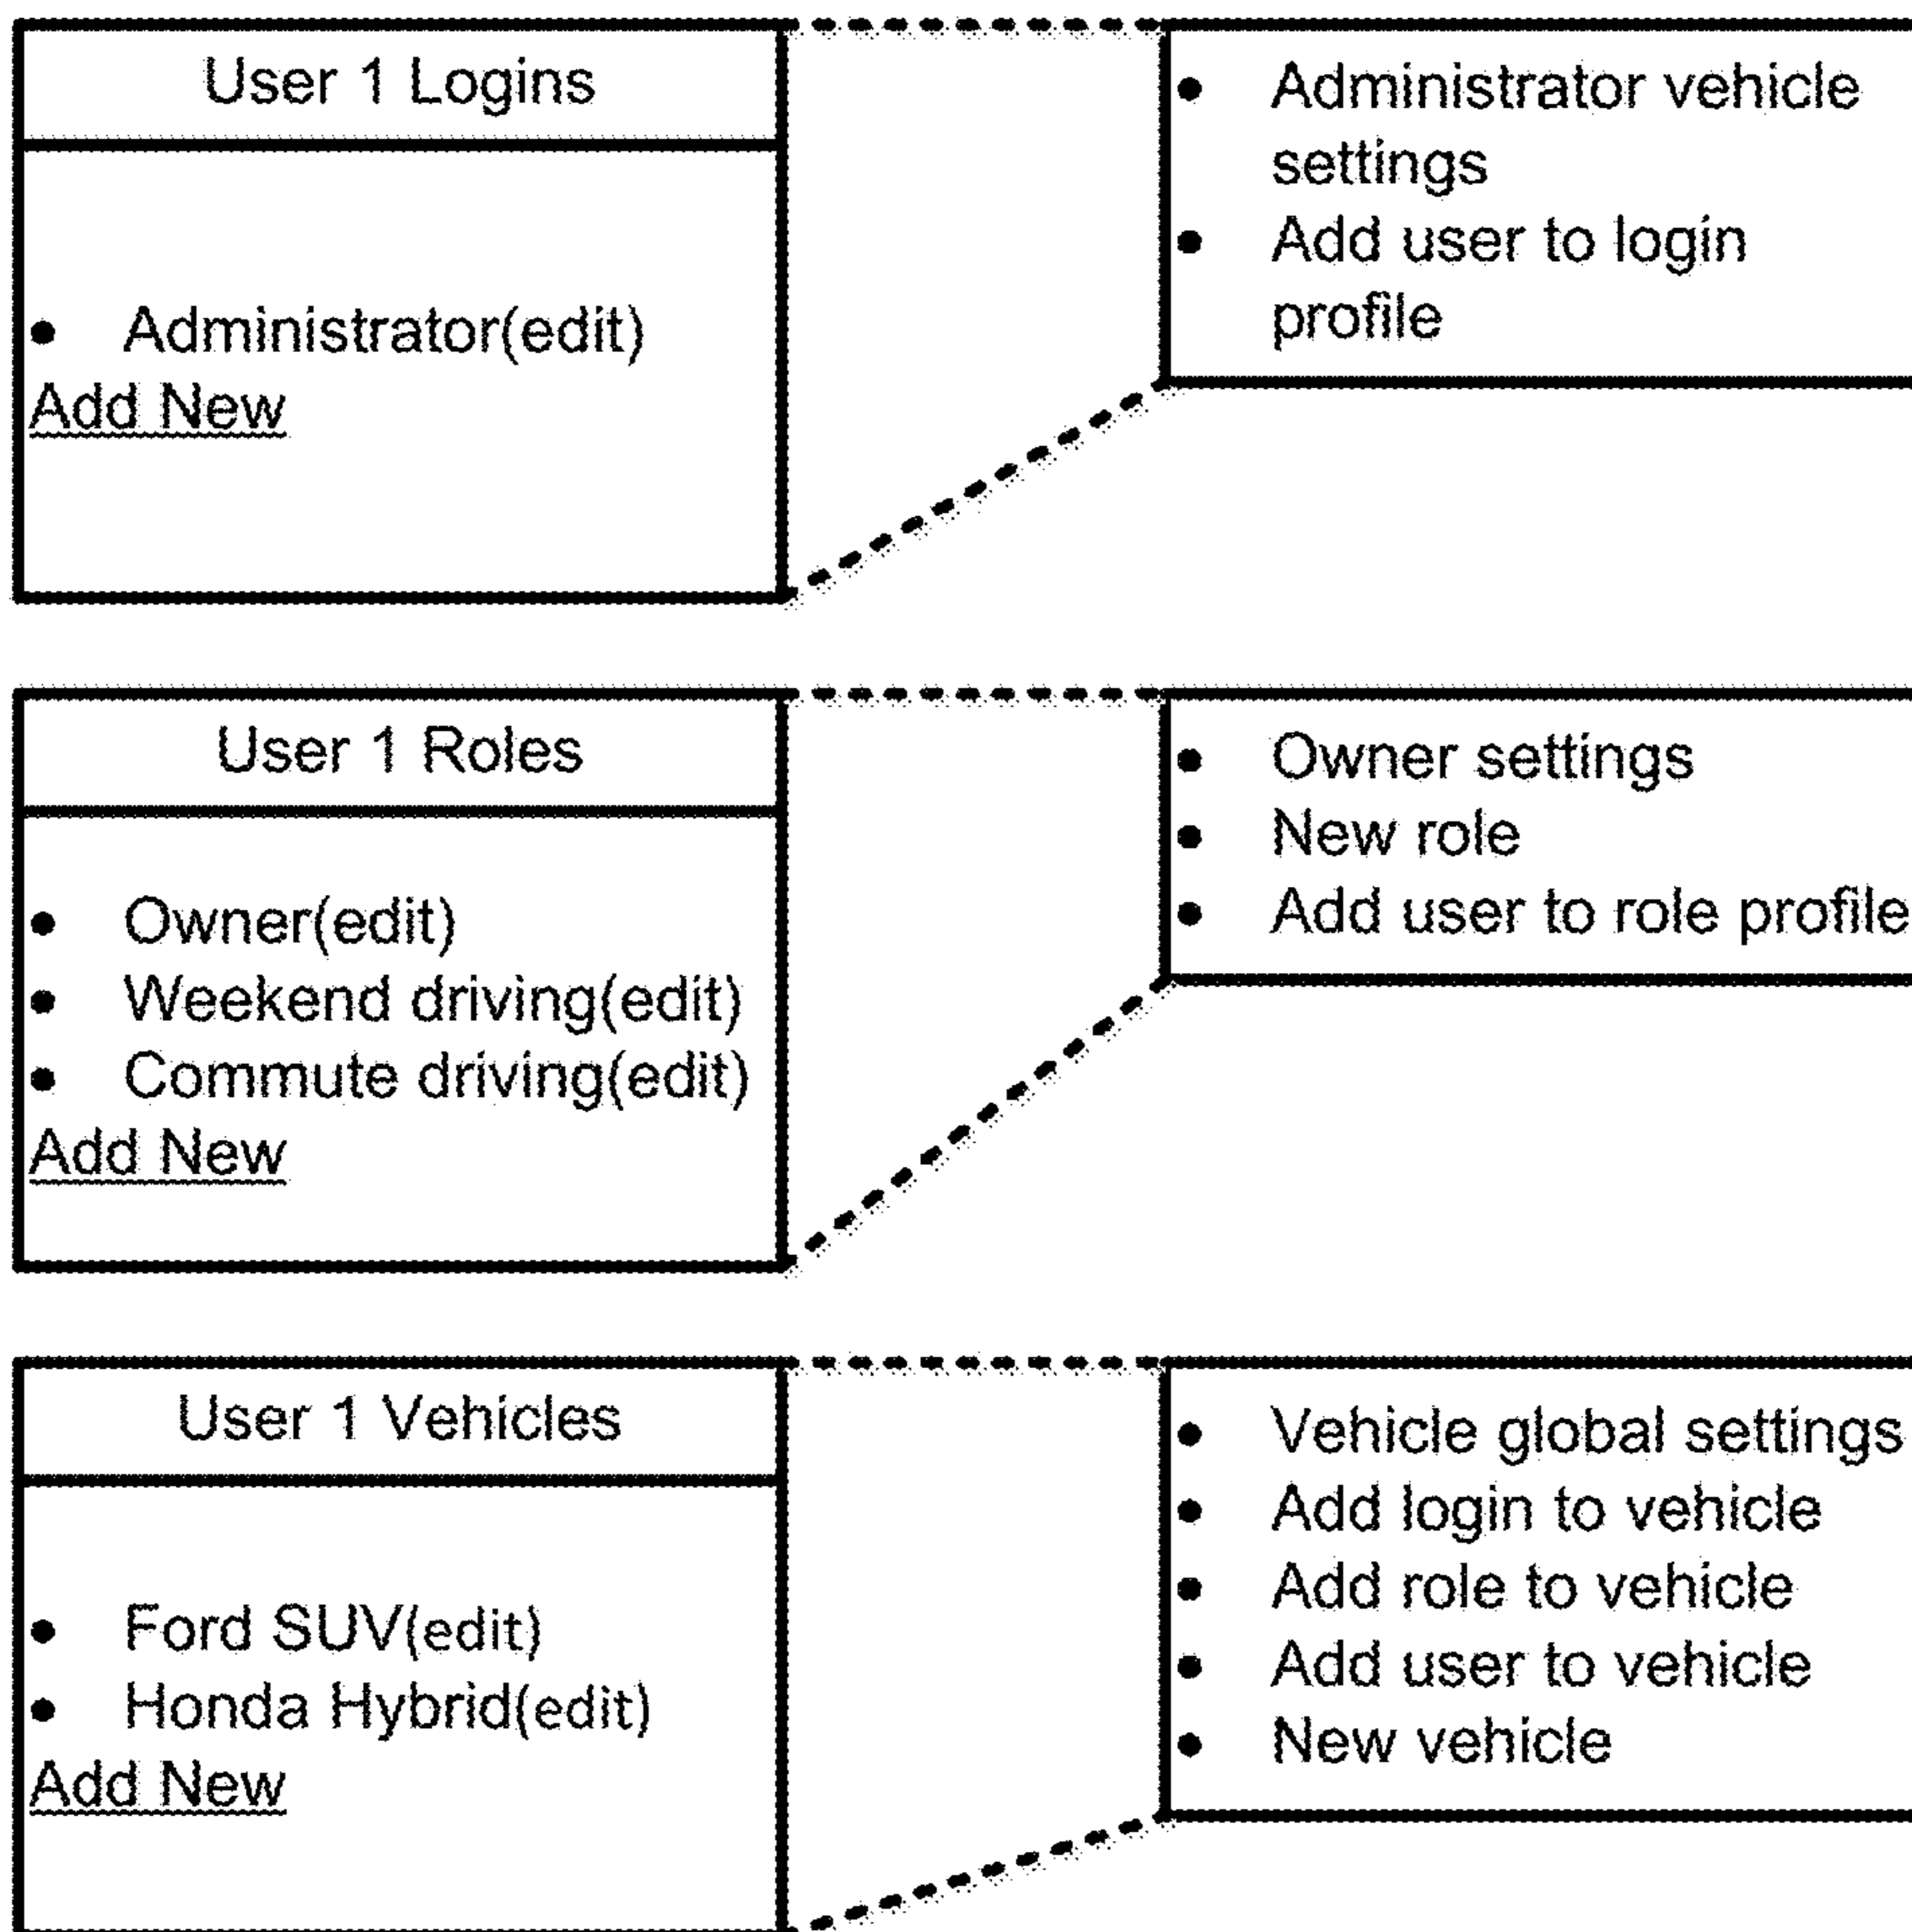 User 1 Logins
• Administrator(edit)
Add New
• Administrator vehicle
settings
• Add user to login
profile
User 1 Roles
• Owner(edit)
• Weekend driving(edit)
• Commute driving(edit)
Add New
• Owner settings
• New role
• Add user to role profile
User 1 Vehicles
• Ford SUV(edit)
• Honda Hybrid(edit)
Add New
• Vehicle global settings
• Add login to vehicle
• Add role to vehicle
• Add user to vehicle
• New vehicle